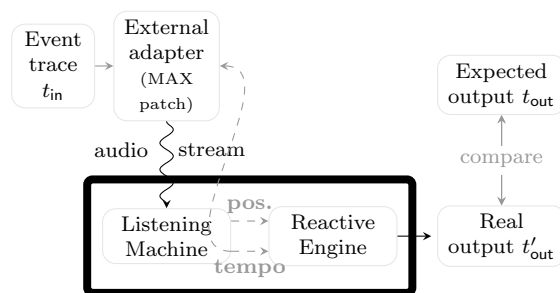 Event
trace
t_in
External
adapter
(MAX
patch)
Expected
output t_out
audio stream
compare
pos.
Listening
Machine
Reactive
Engine
tempo
Real
output t′_out